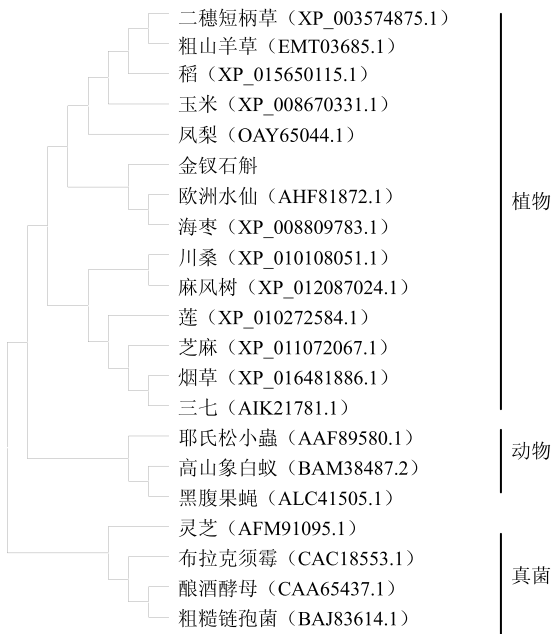 二穗短柄草（XP_003574875.1）
粗山羊草（EMT03685.1）
稻（XP_015650115.1）
玉米（XP_008670331.1）
凤梨（OAY65044.1）
金钗石斛
欧洲水仙（AHF81872.1）
海枣（XP_008809783.1）
川桑（XP_010108051.1）
麻风树（XP_012087024.1）
莲（XP_010272584.1）
芝麻（XP_011072067.1）
烟草（XP_016481886.1）
三七（AIK21781.1）
植物
耶氏松小蟲（AAF89580.1）
高山象白蚁（BAM38487.2）
黑腹果蝇（ALC41505.1）
动物
灵芝（AFM91095.1）
布拉克须霉（CAC18553.1）
酿酒酵母（CAA65437.1）
粗糙链孢菌（BAJ83614.1）
真菌